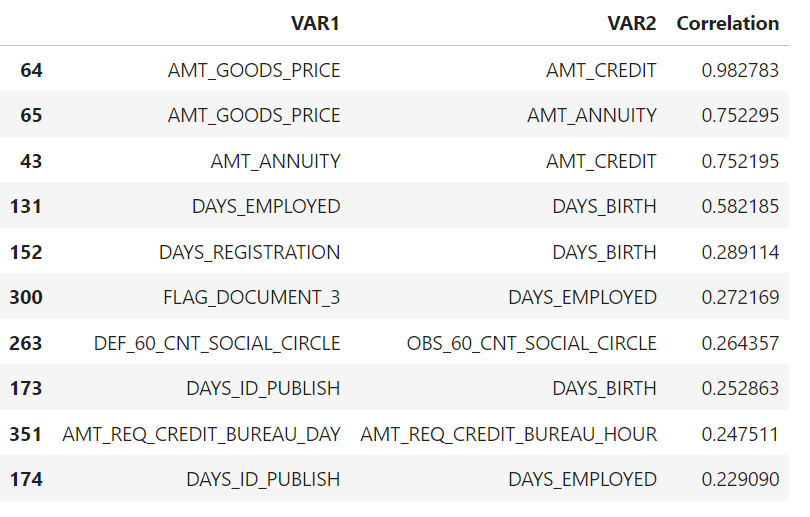 VAR1 VAR2 Correlation
64 AMT_GOODS_PRICE AMT_CREDIT 0.982783
65 AMT_GOODS_PRICE AMT_ANNUITY 0.752295
43 AMT_ANNUITY AMT_CREDIT 0.752195
131 DAYS_EMPLOYED DAYS_BIRTH 0.582185
152 DAYS_REGISTRATION DAYS_BIRTH 0.289114
300 FLAG_DOCUMENT_3 DAYS_EMPLOYED 0.272169
263 DEF_60_CNT_SOCIAL_CIRCLE OBS_60_CNT_SOCIAL_CIRCLE 0.264357
173 DAYS_ID_PUBLISH DAYS_BIRTH 0.252863
351 AMT_REQ_CREDIT_BUREAU_DAY AMT_REQ_CREDIT_BUREAU_HOUR 0.247511
174 DAYS_ID_PUBLISH DAYS_EMPLOYED 0.229090